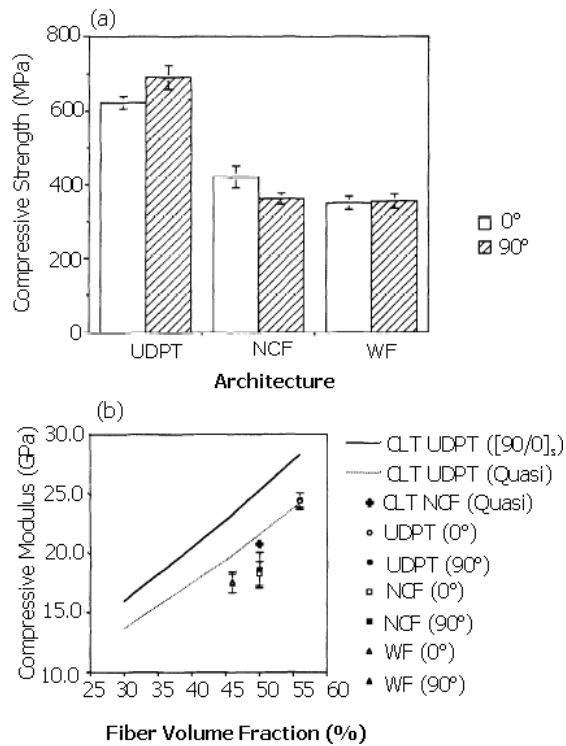 (a)
Compressive Strength (MPa)
800
600
400
200
0
UDPT NCF WF
Architecture
0°
90°
(b)
Compressive Modulus (GPa)
30.0
25.0
20.0
15.0
10.0
25 30 35 40 45 50 55 60
Fiber Volume Fraction (%)
CLT UDPT ([90/0]ₛ)
CLT UDPT (Quasi)
CLT NCF (Quasi)
UDPT (0°)
UDPT (90°)
NCF (0°)
NCF (90°)
WF (0°)
WF (90°)